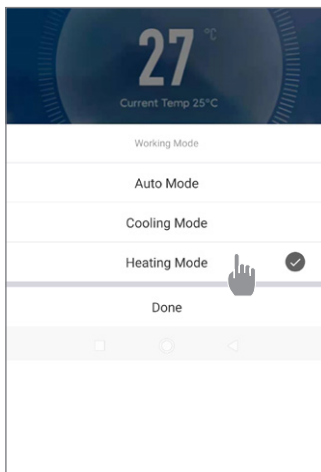 27 °C
Current Temp 25°C
Working Mode
Auto Mode
Cooling Mode
Heating Mode
Done